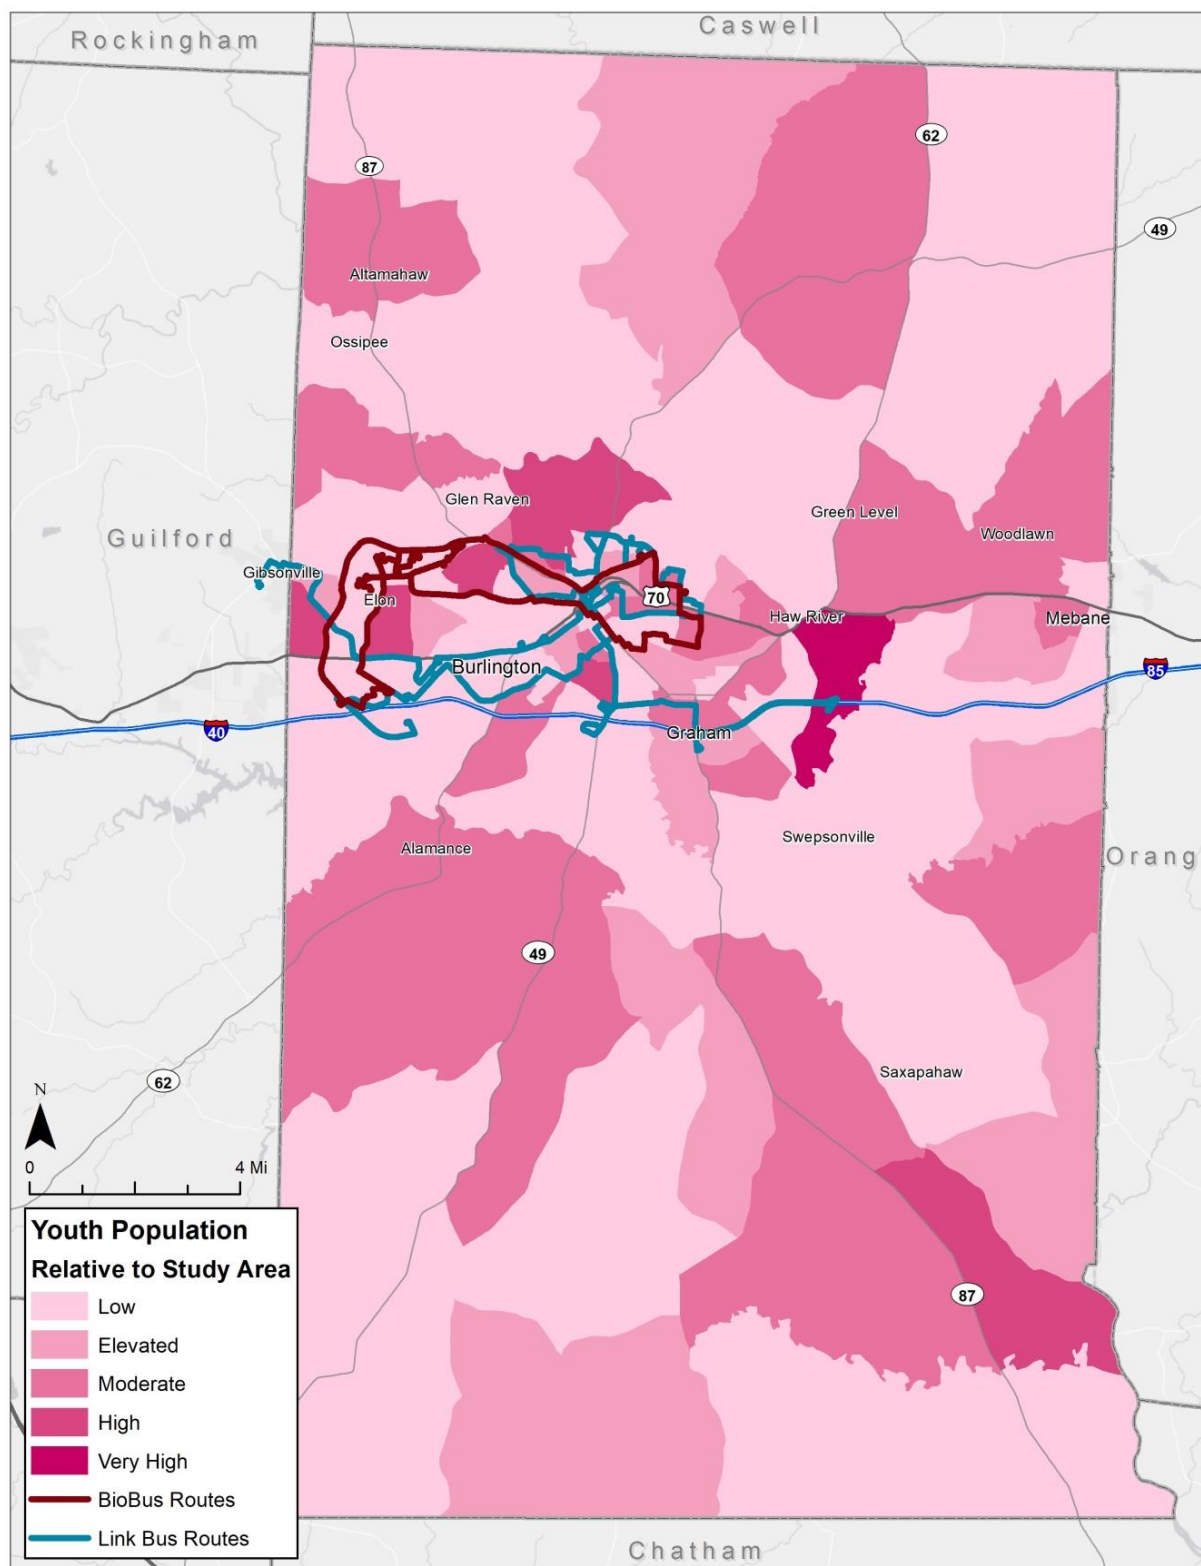 Caswell
Rockingham
62
87
49
Altamahaw
Ossipee
Glen Raven
Green Level
Woodlawn
Guilford
Gibsonville
Elon
70
Haw River
Mebane
Burlington
85
40
Graham
Swepsonville
Alamance
Orang
49
Saxapahaw
62
N
0 4 Mi
87
Youth Population
Relative to Study Area
Low
Elevated
Moderate
High
Very High
BioBus Routes
Link Bus Routes
Chatham